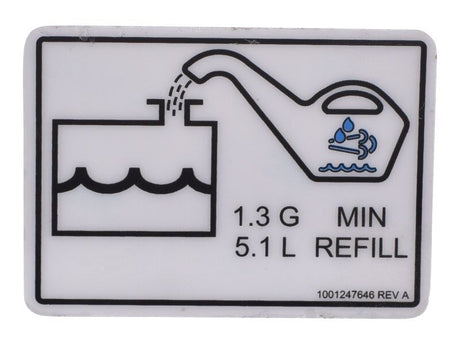 1.3 G MIN
5.1 L REFILL
1001247646 REV A